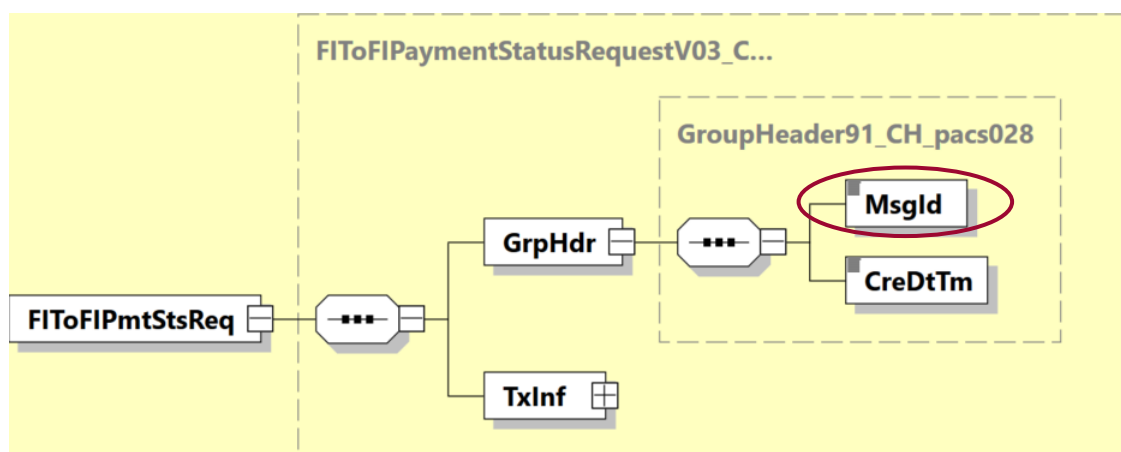 FIToFIPaymentStatusRequestV03_C...
GroupHeader91_CH_pacs028
MsgId
GrpHdr
CreDtTm
FIToFIPmtStsReq
TxInf